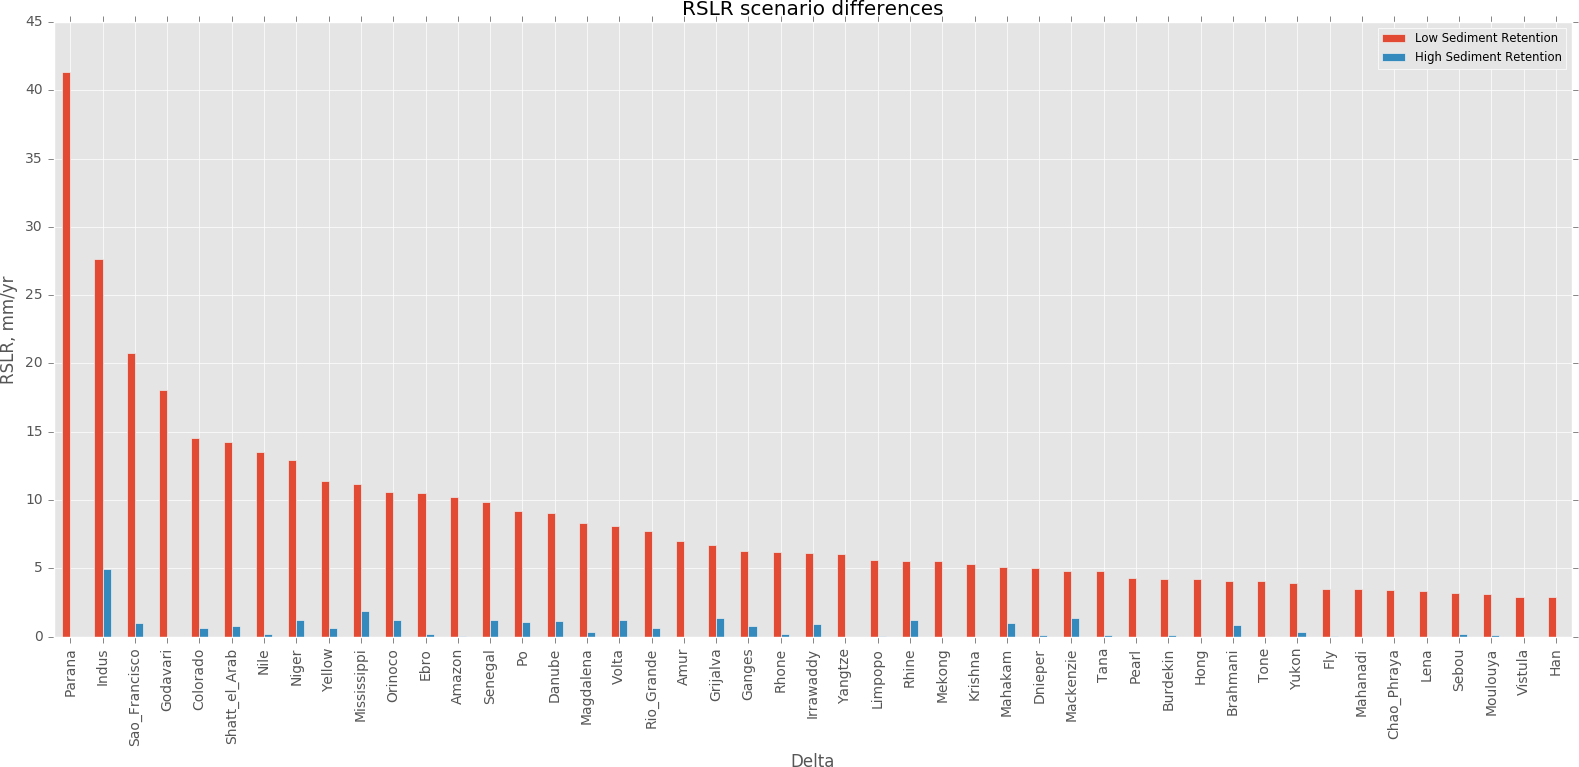 RSLR scenario differences
Low Sediment Retention
High Sediment Retention
RSLR, mm/yr
45
40
35
30
25
20
15
10
5
0
Parana
Indus
Sao_Francisco
Godavari
Colorado
Shatt_el_Arab
Nile
Niger
Yellow
Mississippi
Orinoco
Ebro
Amazon
Senegal
Po
Danube
Magdalena
Volta
Rio_Grande
Amur
Grijalva
Ganges
Rhone
Irrawaddy
Yangtze
Limpopo
Rhine
Mekong
Krishna
Mahakam
Dnieper
Mackenzie
Tana
Pearl
Burdekin
Hong
Brahmani
Tone
Yukon
Fly
Mahanadi
Chao_Phraya
Lena
Sebou
Moulouya
Vistula
Han
Delta